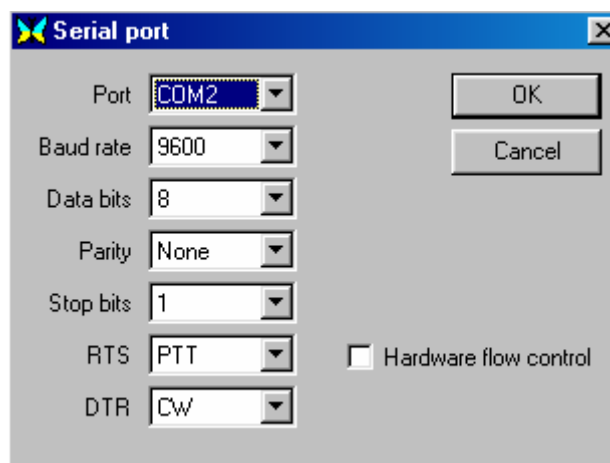 Serial port
Port COM2 OK
Baud rate 9600 Cancel
Data bits 8
Parity None
Stop bits 1
RTS PTT Hardware flow control
DTR CW